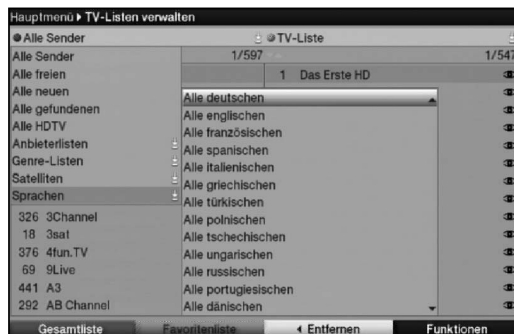 Hauptmenü ▸ TV-Listen verwalten
Alle Sender
TV-Liste
Alle Sender
1/597
1/547
Alle freien
1 Das Erste HD
Alle neuen
Alle gefundenen
Alle HDTV
Anbieterlisten
Genre-Listen
Satelliten
Sprachen
Alle deutschen
Alle englischen
Alle französischen
Alle spanischen
Alle italienischen
Alle griechischen
Alle türkischen
Alle polnischen
Alle tschechischen
Alle ungarischen
Alle russischen
Alle portugiesischen
Alle dänischen
326 3Channel
18 3sat
376 4fun.TV
69 9Live
441 A3
292 AB Channel
Gesamtliste
Favoritenliste
Entfernen
Funktionen